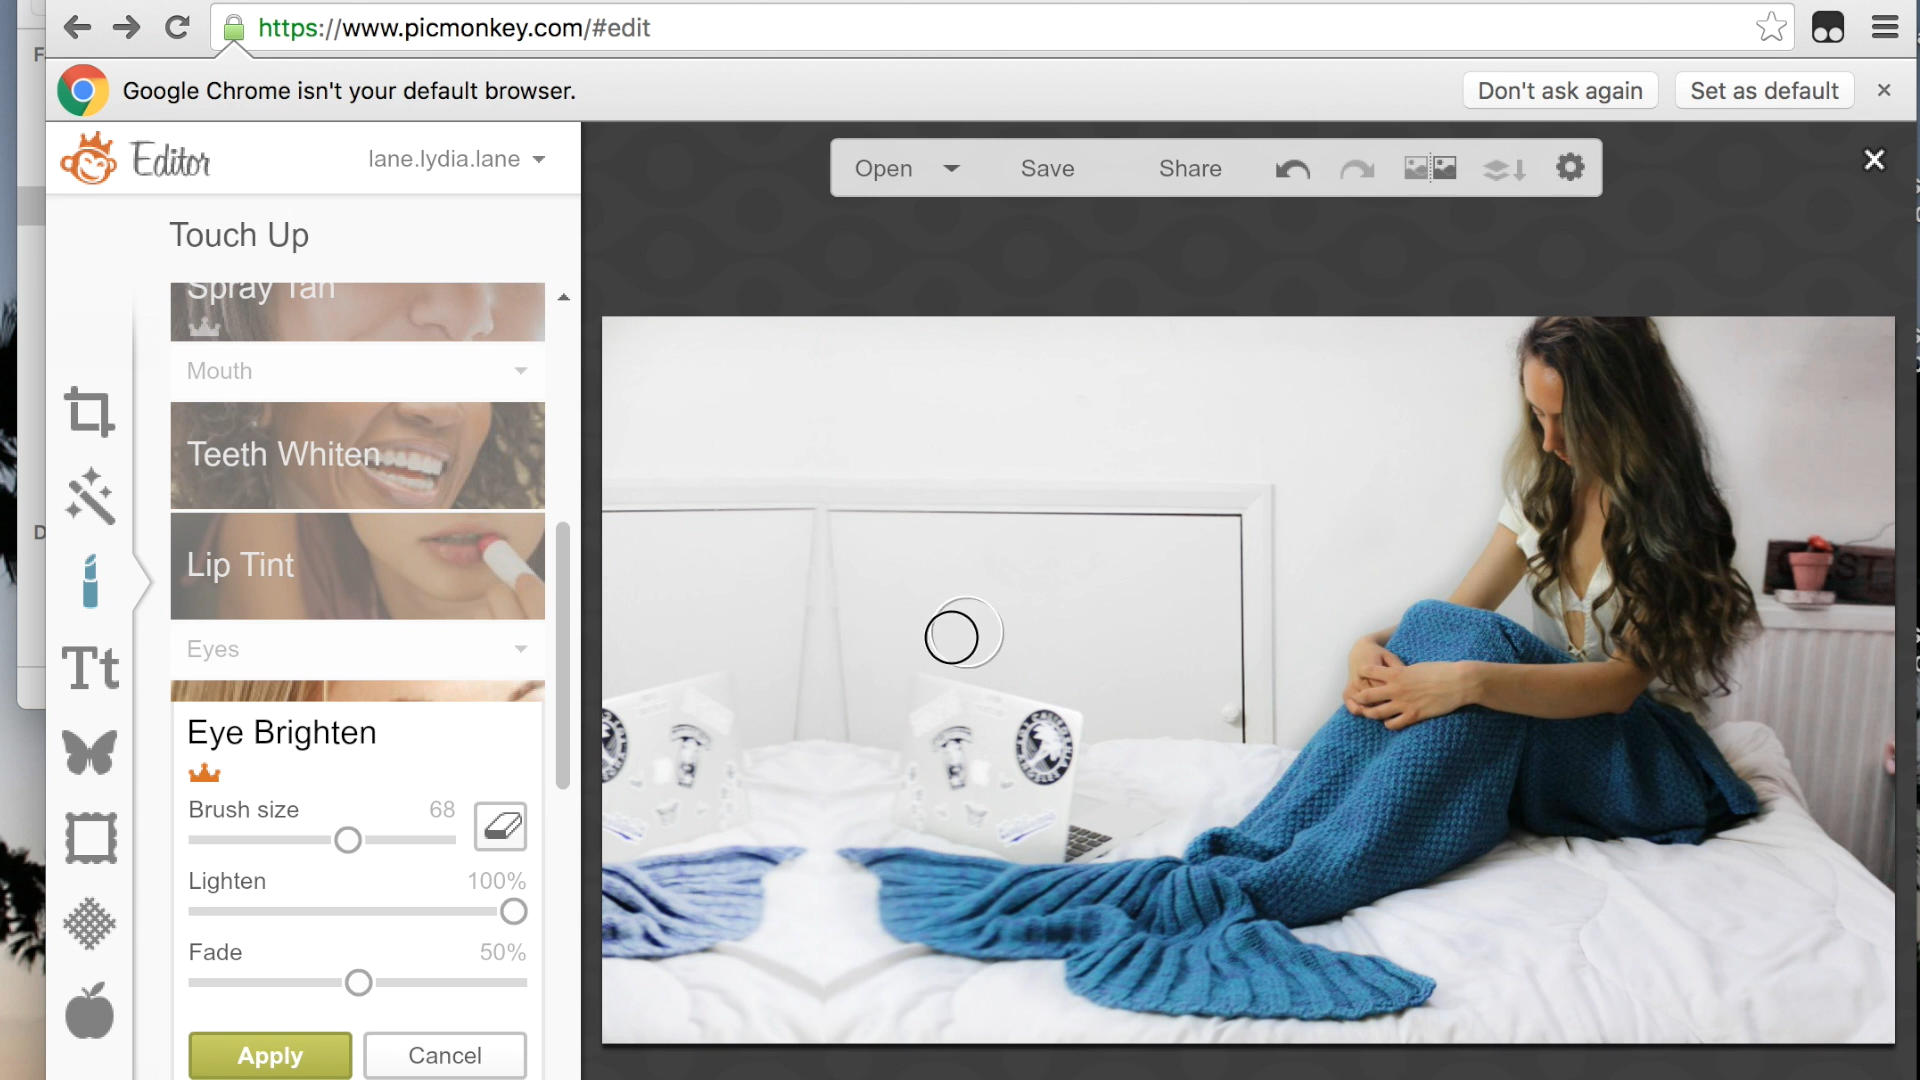 https://www.picmonkey.com/#edit
Google Chrome isn't your default browser.
Don't ask again
Set as default
Editor
lane.lydia.lane
Open
Save
Share
Touch Up
Spray Tan
Mouth
Teeth Whiten
Lip Tint
Eyes
Eye Brighten
Brush size 68
Lighten 100%
Fade 50%
Apply
Cancel
Tt
F
D